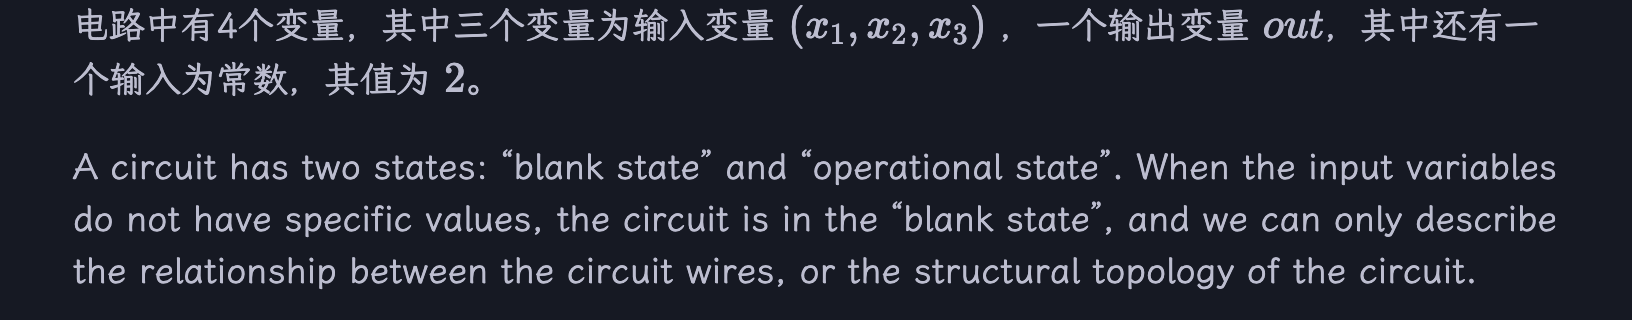 电路中有4个变量，其中三个变量为输入变量 (x₁, x₂, x₃) ，一个输出变量 out，其中还有一
个输入为常数，其值为 2。
A circuit has two states: “blank state” and “operational state”. When the input variables
do not have specific values, the circuit is in the “blank state”, and we can only describe
the relationship between the circuit wires, or the structural topology of the circuit.